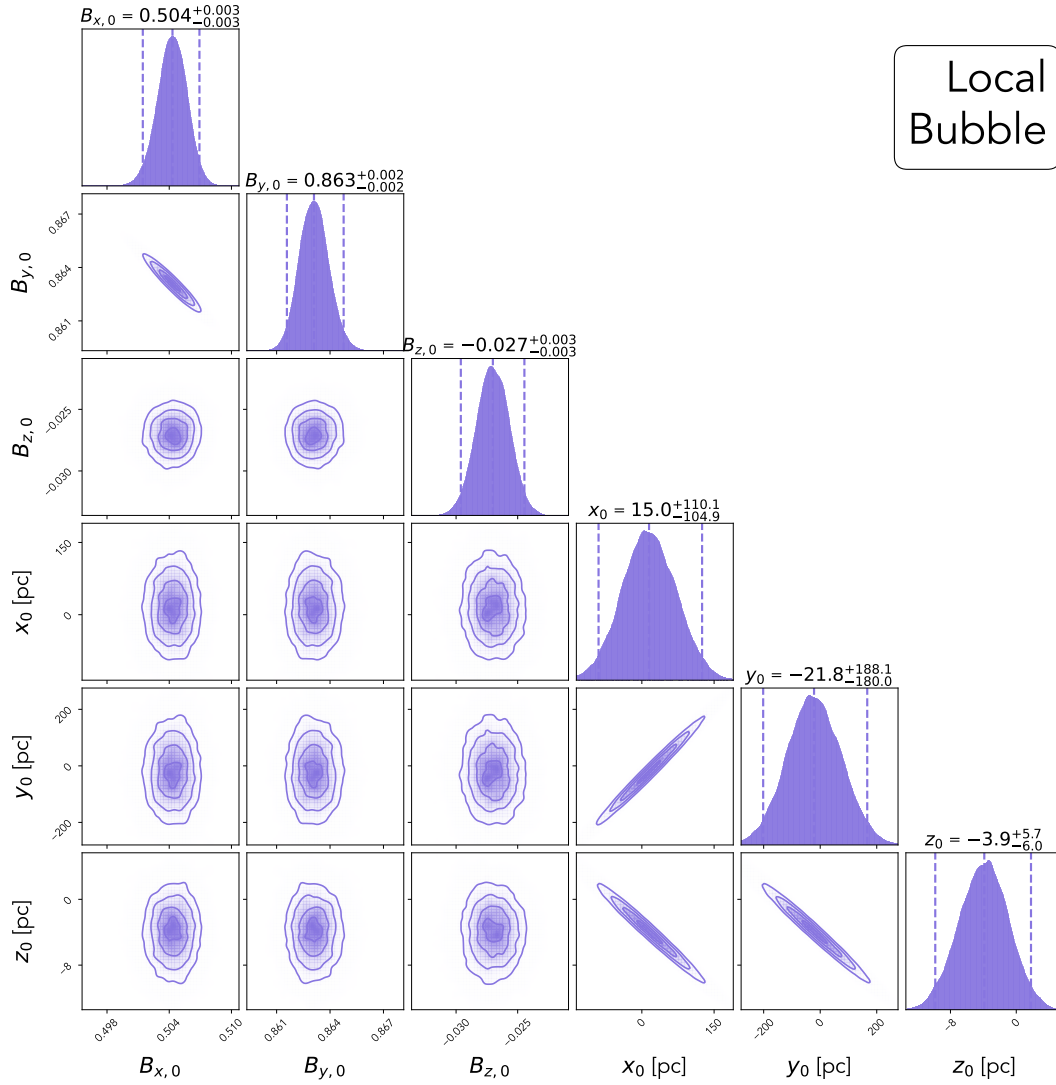 B_{x,0} = 0.504^{+0.003}_{-0.003}
Local
Bubble
B_{y,0} = 0.863^{+0.002}_{-0.002}
0.867
0.864
0.861
B_{y,0}
B_{z,0} = −0.027^{+0.003}_{-0.003}
−0.025
−0.030
B_{z,0}
x_0 = 15.0^{+110.1}_{-104.9}
150
0
x_0 [pc]
y_0 = −21.8^{+188.1}_{-180.0}
200
0
−200
y_0 [pc]
z_0 = −3.9^{+5.7}_{-6.0}
0
-8
z_0 [pc]
0.498 0.504 0.510 0.861 0.864 0.867 −0.030 −0.025 0 150 −200 0 200 -8 0
B_{x,0} B_{y,0} B_{z,0} x_0 [pc] y_0 [pc] z_0 [pc]